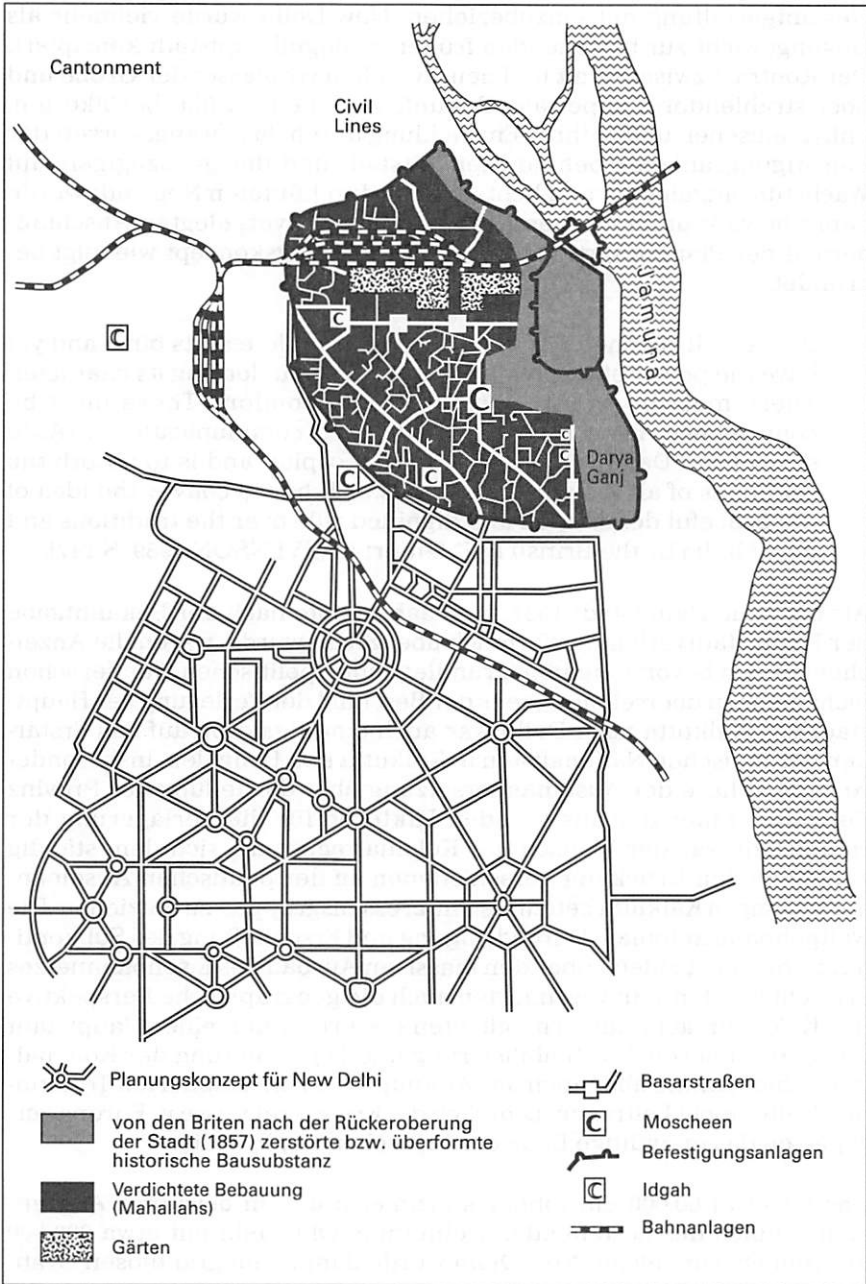 Cantonment
Civil
Lines
Jamuna
C
C
C
C
C
Darya
Ganj
C
C
Planungskonzept für New Delhi
von den Briten nach der Rückeroberung
der Stadt (1857) zerstörte bzw. überformte
historische Bausubstanz
Verdichtete Bebauung
(Mahallahs)
Gärten
Basarstraßen
C Moscheen
Befestigungsanlagen
C Idgah
Bahnanlagen